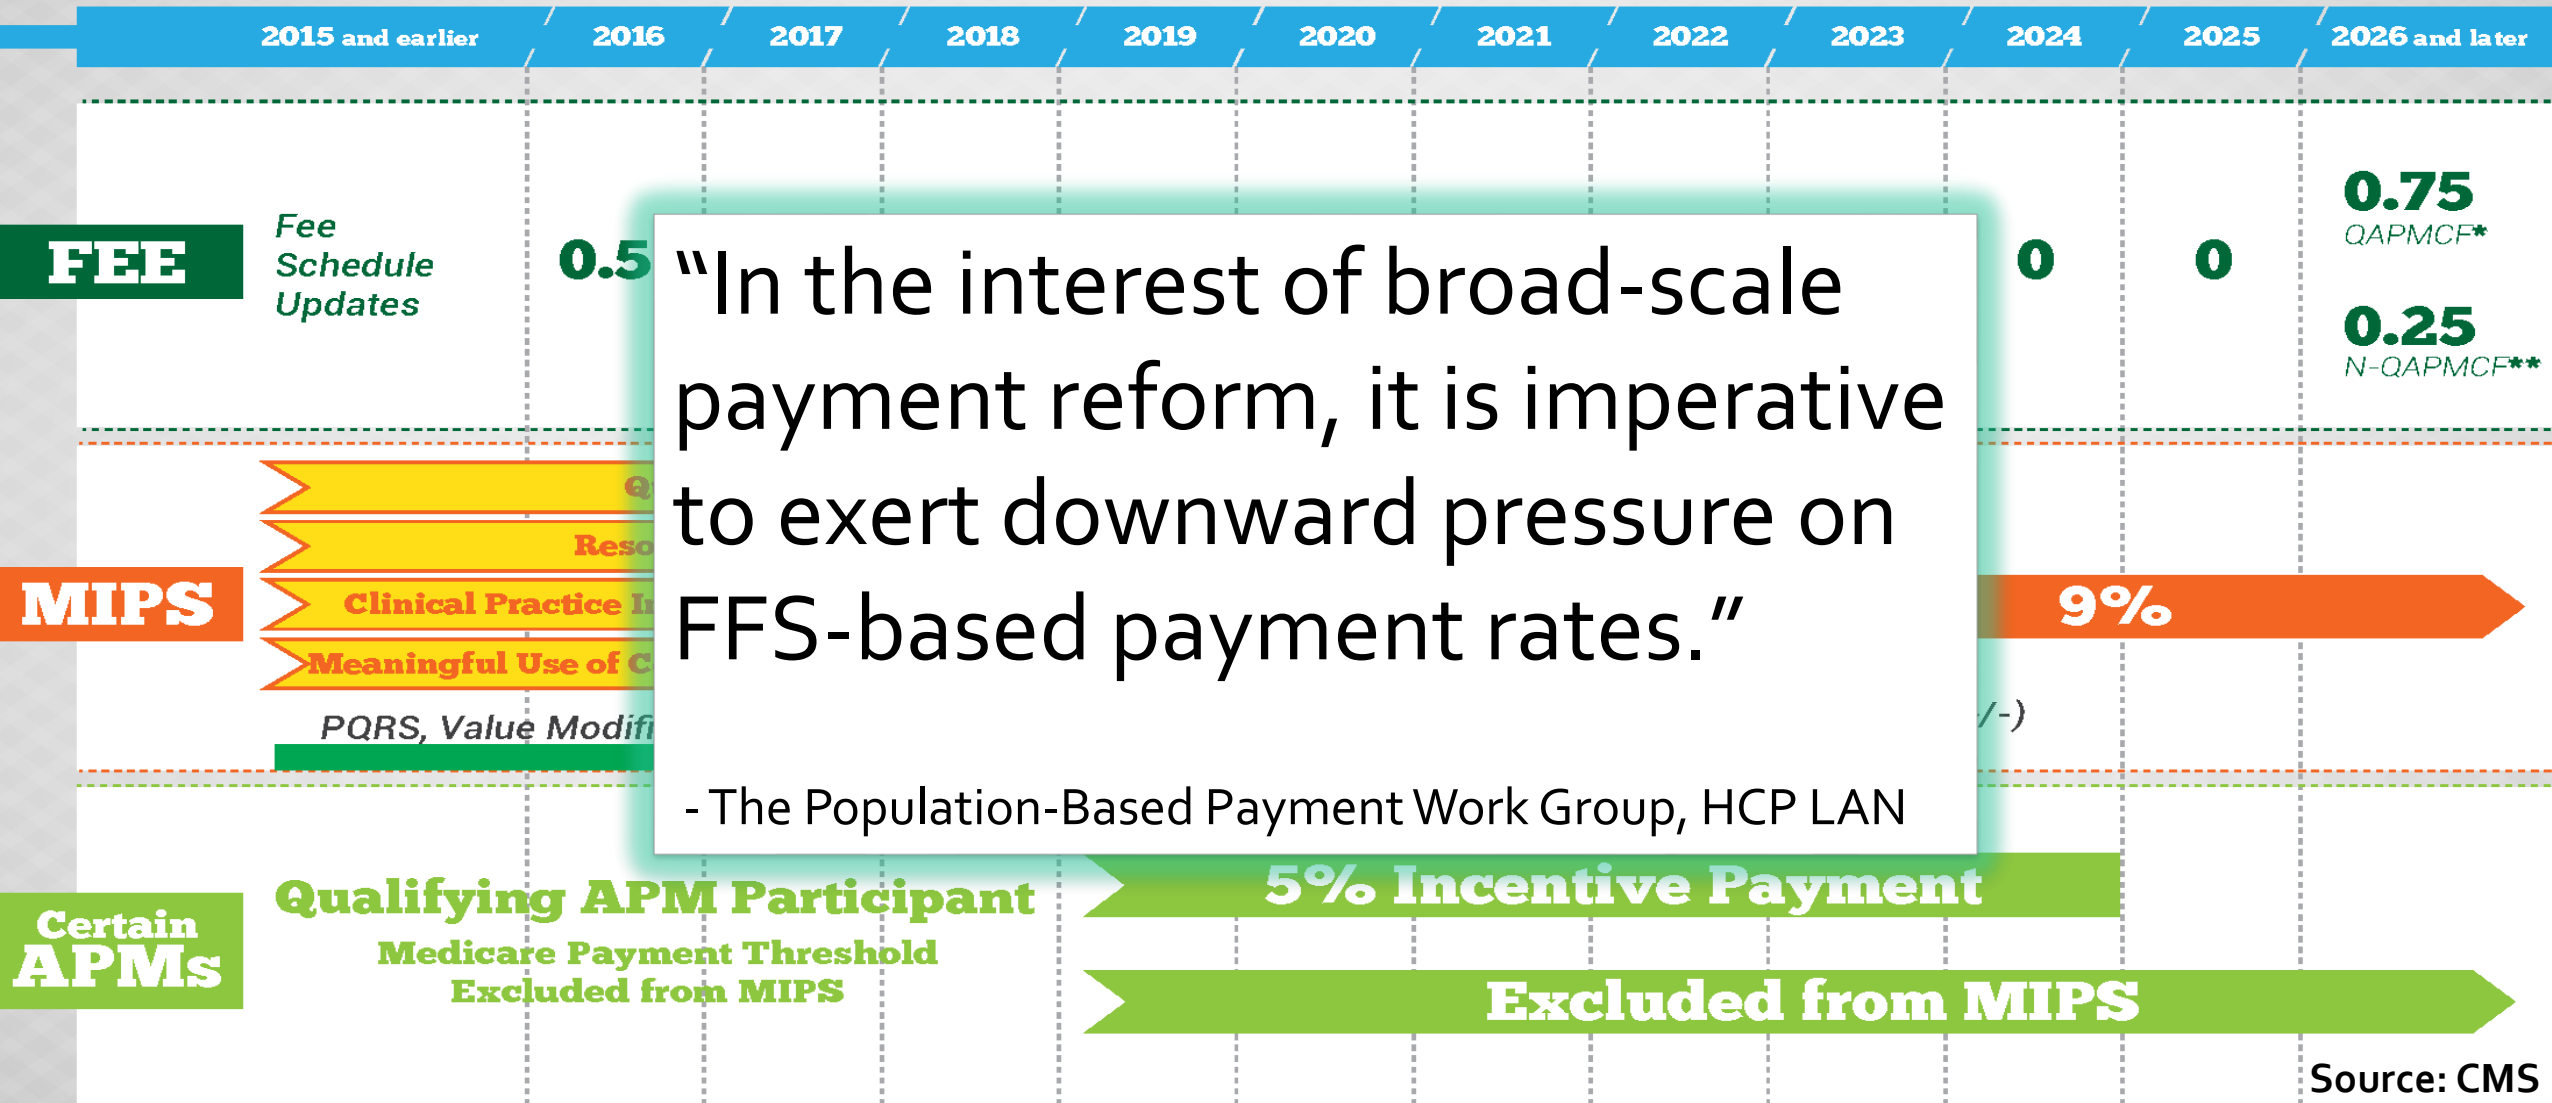 2015 and earlier 2016 2017 2018 2019 2020 2021 2022 2023 2024 2025 2026 and later
FEE
Fee
Schedule
Updates
0.5
0
0
0.75
QAPMCF*
0.25
N-QAPMCF**
“In the interest of broad-scale
payment reform, it is imperative
to exert downward pressure on
FFS-based payment rates.”
- The Population-Based Payment Work Group, HCP LAN
MIPS
Clinical Practice
Meaningful Use of
PQRS, Value
9%
/-)
Certain
APMs
Qualifying APM Participant
Medicare Payment Threshold
Excluded from MIPS
5% Incentive Payment
Excluded from MIPS
Source: CMS